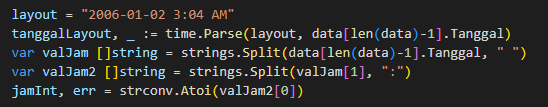 layout = "2006-01-02 3:04 AM"
tanggalLayout, _ := time.Parse(layout, data[len(data)-1].Tanggal)
var valJam []string = strings.Split(data[len(data)-1].Tanggal, " ")
var valJam2 []string = strings.Split(valJam[1], ":")
jamInt, err = strconv.Atoi(valJam2[0])